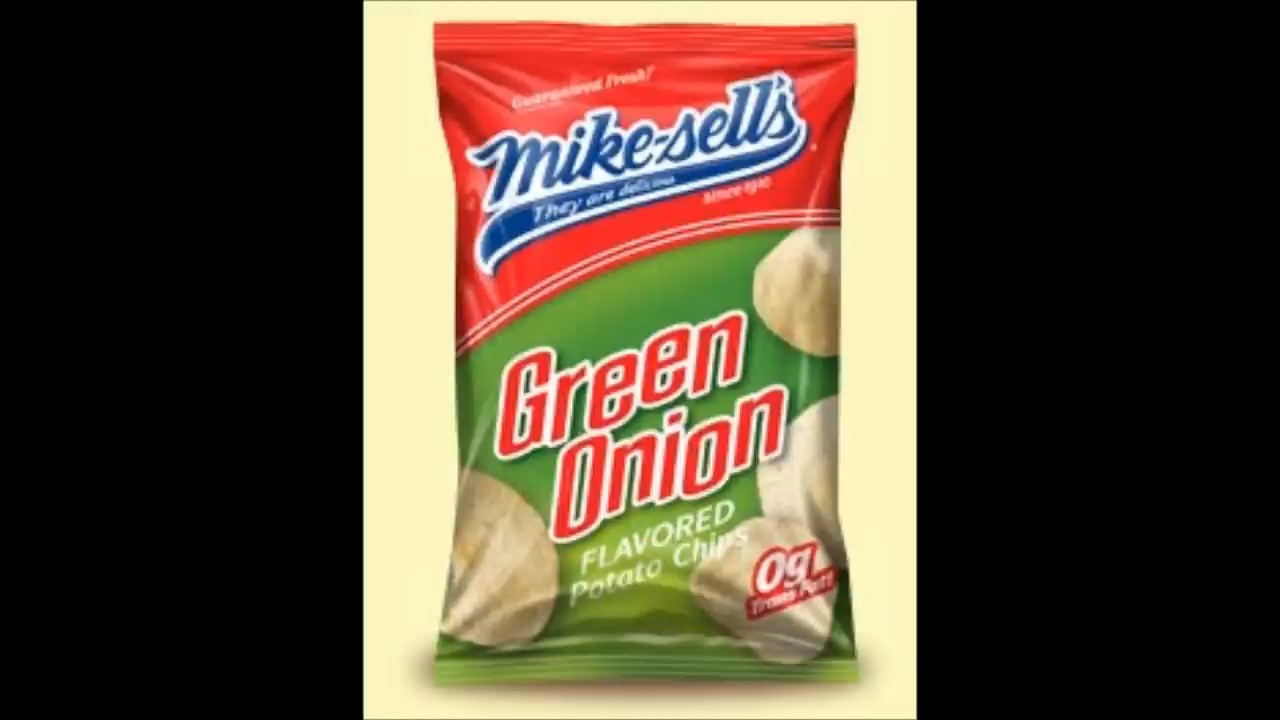 Guaranteed Fresh!
mike-sell's
They are delicious
since 1910
Green
Onion
FLAVORED
Potato Chips
0g
Trans Fat!